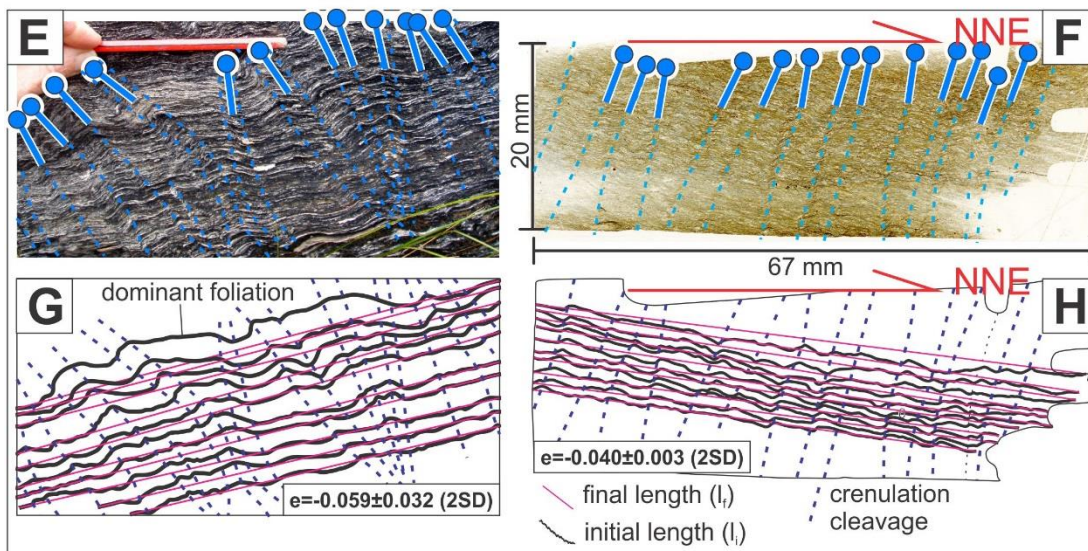 E
NNE
F
20 mm
67 mm
G
dominant foliation
e=-0.059±0.032 (2SD)
NNE
H
e=-0.040±0.003 (2SD)
final length (lf)
initial length (li)
crenulation
cleavage